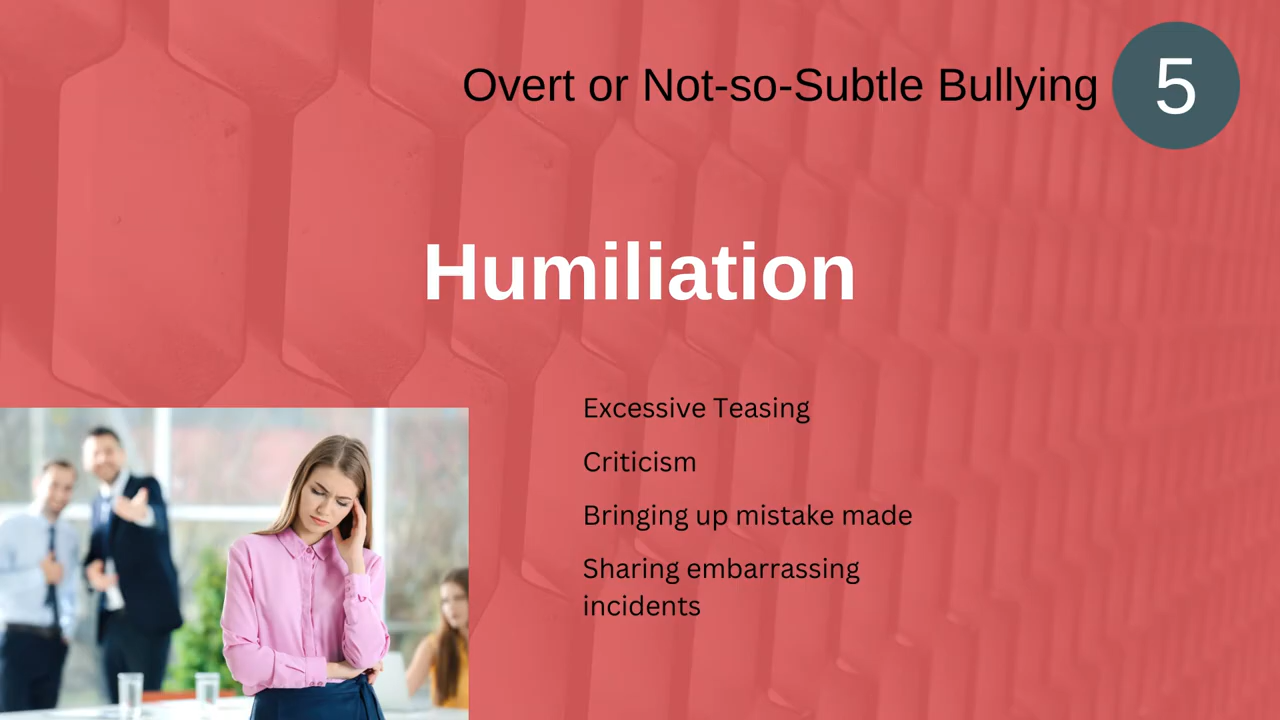 Overt or Not-so-Subtle Bullying
5
Humiliation
Excessive Teasing
Criticism
Bringing up mistake made
Sharing embarrassing
incidents